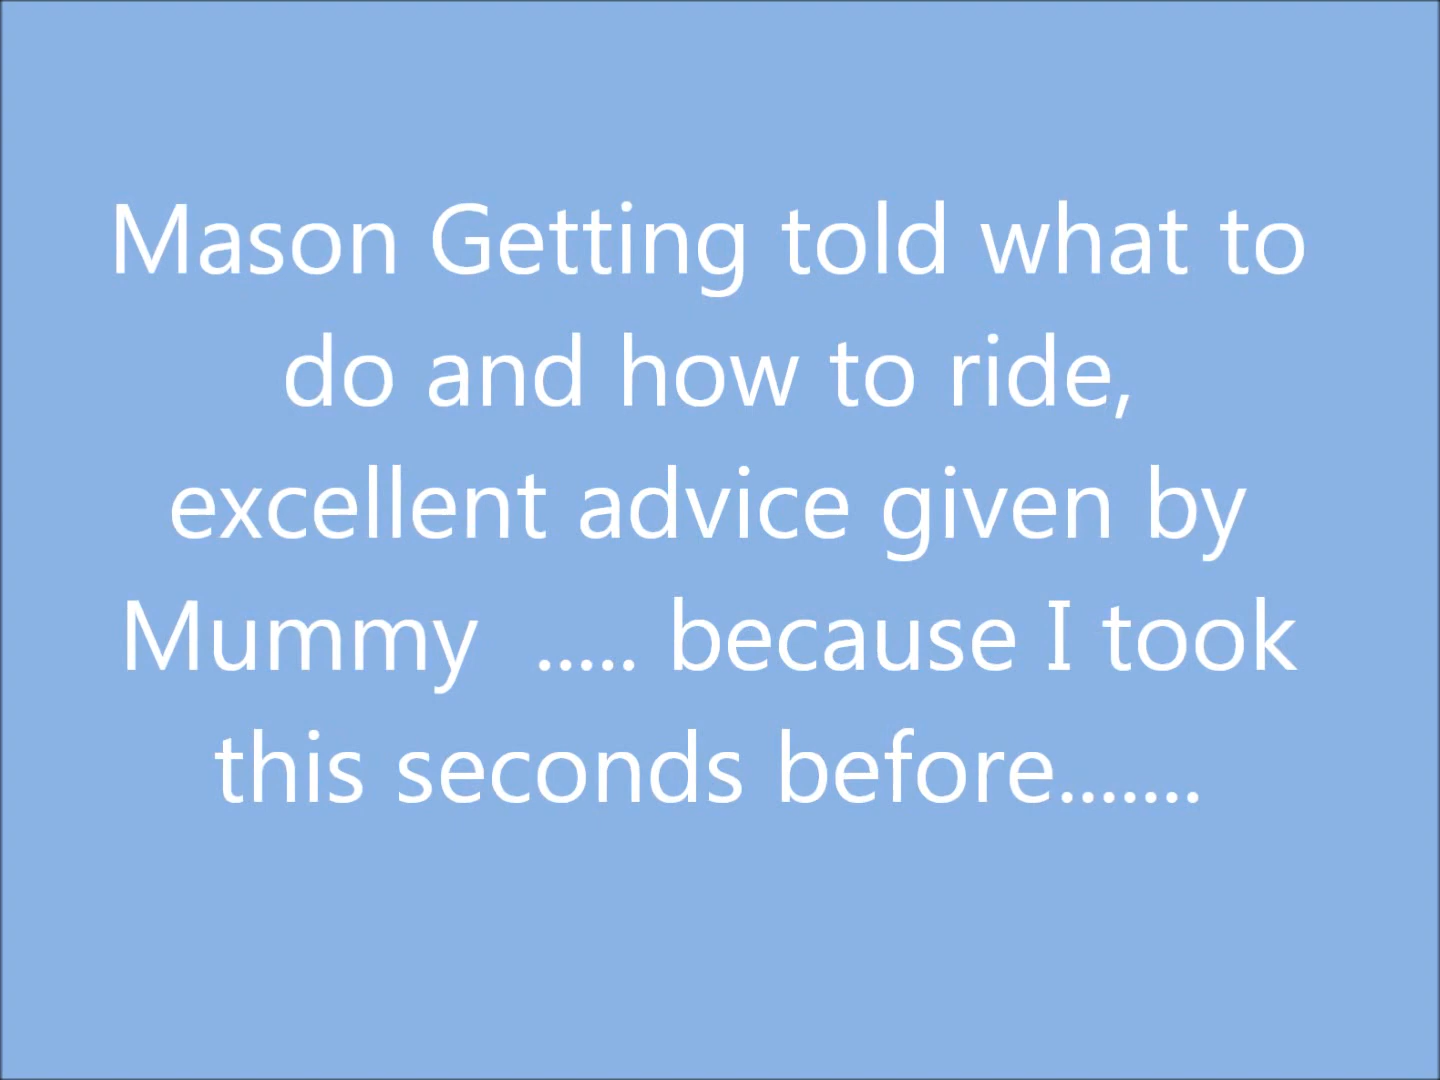 Mason Getting told what to
do and how to ride,
excellent advice given by
Mummy  ..... because I took
this seconds before.......